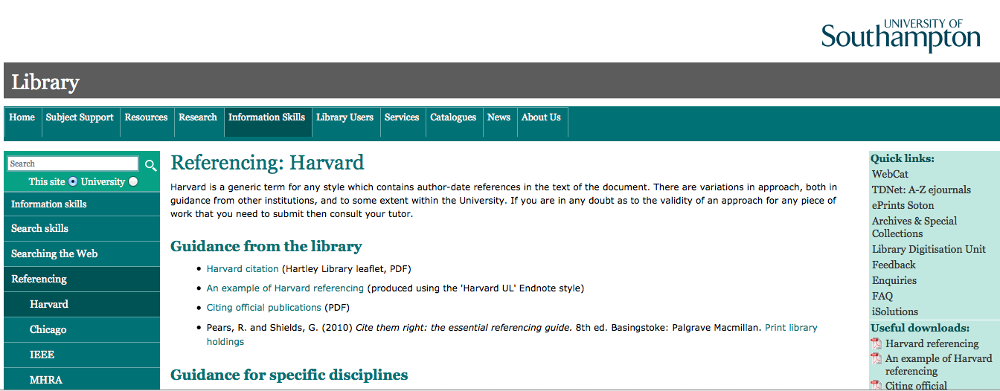 UNIVERSITY OF
Southampton
Library
Home Subject Support Resources Research Information Skills Library Users Services Catalogues News About Us
Search
This site University
Information skills
Search skills
Searching the Web
Referencing
Harvard
Chicago
IEEE
MHRA
Referencing: Harvard
Harvard is a generic term for any style which contains author-date references in the text of the document. There are variations in approach, both in
guidance from other institutions, and to some extent within the University. If you are in any doubt as to the validity of an approach for any piece of
work that you need to submit then consult your tutor.
Guidance from the library
Harvard citation (Hartley Library leaflet, PDF)
An example of Harvard referencing (produced using the 'Harvard UL' Endnote style)
Citing official publications (PDF)
Pears, R. and Shields, G. (2010) Cite them right: the essential referencing guide. 8th ed. Basingstoke: Palgrave Macmillan. Print library
holdings
Guidance for specific disciplines
Quick links:
WebCat
TDNet: A-Z ejournals
ePrints Soton
Archives & Special
Collections
Library Digitisation Unit
Feedback
Enquiries
FAQ
iSolutions
Useful downloads:
Harvard referencing
An example of Harvard
referencing
Citing official